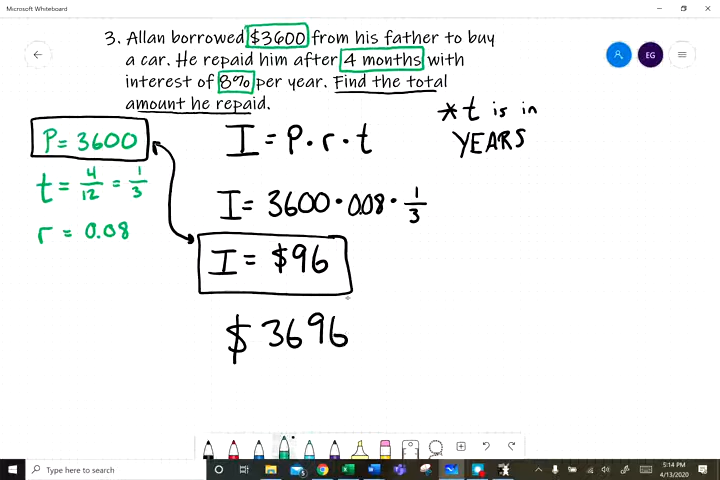 Microsoft Whiteboard
3. Allan borrowed $3600 from his father to buy
a car. He repaid him after 4 months with
interest of 8% per year. Find the total
amount he repaid.
EG
* t is in
YEARS
P = 3600
t = 4/12 = 1/3
r = 0.08
I = P · r · t
I = 3600 · 0.08 · 1/3
I = $96
$ 3696
Type here to search
5:14 PM
4/13/2020